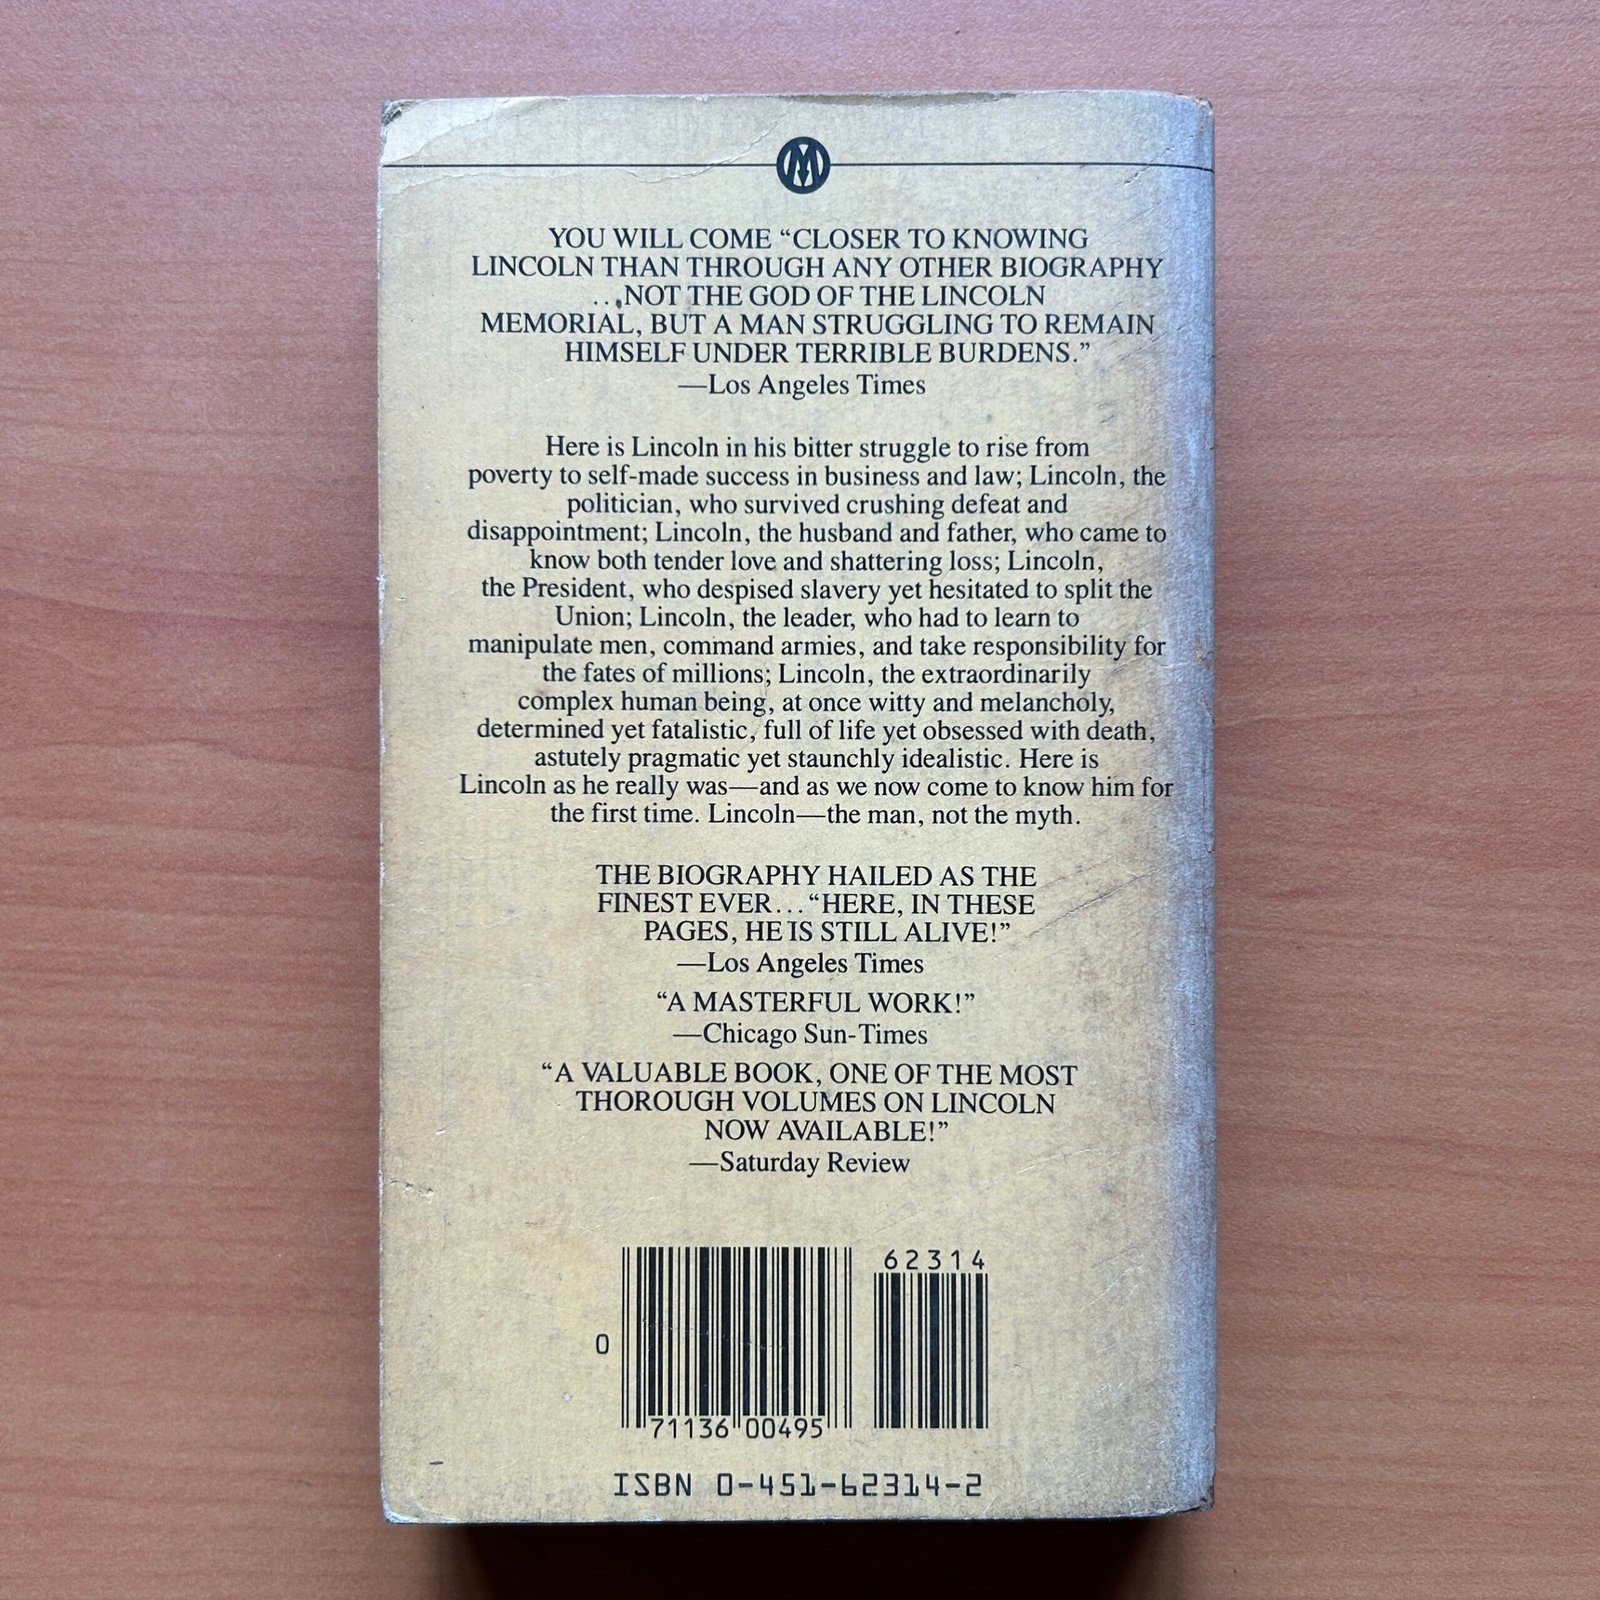 M
YOU WILL COME “CLOSER TO KNOWING
LINCOLN THAN THROUGH ANY OTHER BIOGRAPHY
...NOT THE GOD OF THE LINCOLN
MEMORIAL, BUT A MAN STRUGGLING TO REMAIN
HIMSELF UNDER TERRIBLE BURDENS.”
—Los Angeles Times
Here is Lincoln in his bitter struggle to rise from
poverty to self-made success in business and law; Lincoln, the
politician, who survived crushing defeat and
disappointment; Lincoln, the husband and father, who came to
know both tender love and shattering loss; Lincoln,
the President, who despised slavery yet hesitated to split the
Union; Lincoln, the leader, who had to learn to
manipulate men, command armies, and take responsibility for
the fates of millions; Lincoln, the extraordinarily
complex human being, at once witty and melancholy,
determined yet fatalistic, full of life yet obsessed with death,
astutely pragmatic yet staunchly idealistic. Here is
Lincoln as he really was—and as we now come to know him for
the first time. Lincoln—the man, not the myth.
THE BIOGRAPHY HAILED AS THE
FINEST EVER...“HERE, IN THESE
PAGES, HE IS STILL ALIVE!”
—Los Angeles Times
“A MASTERFUL WORK!”
—Chicago Sun-Times
“A VALUABLE BOOK, ONE OF THE MOST
THOROUGH VOLUMES ON LINCOLN
NOW AVAILABLE!”
—Saturday Review
62314
0 71136 00495
ISBN 0-451-62314-2